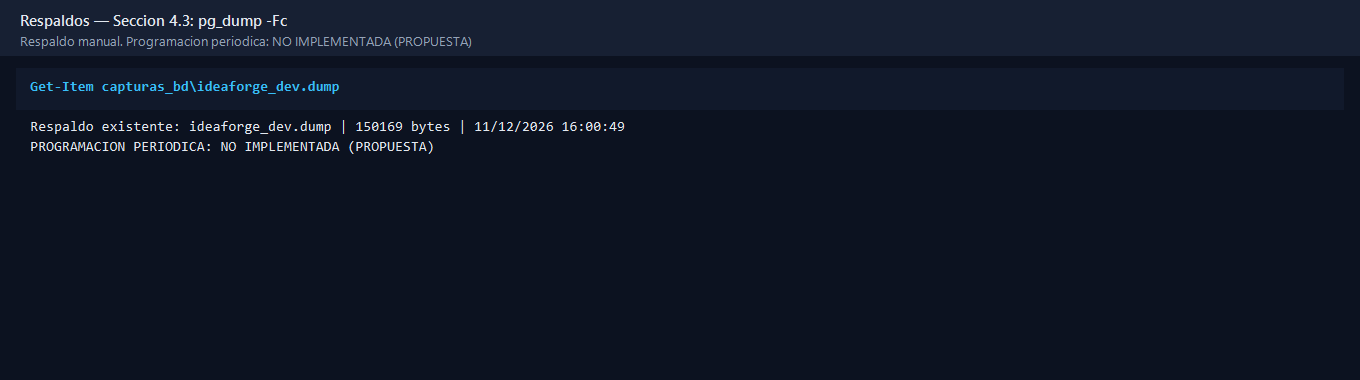 Respaldos — Seccion 4.3: pg_dump -Fc
Respaldo manual. Programacion periodica: NO IMPLEMENTADA (PROPUESTA)
Get-Item capturas_bd\ideaforge_dev.dump
Respaldo existente: ideaforge_dev.dump | 150169 bytes | 11/12/2026 16:00:49
PROGRAMACION PERIODICA: NO IMPLEMENTADA (PROPUESTA)